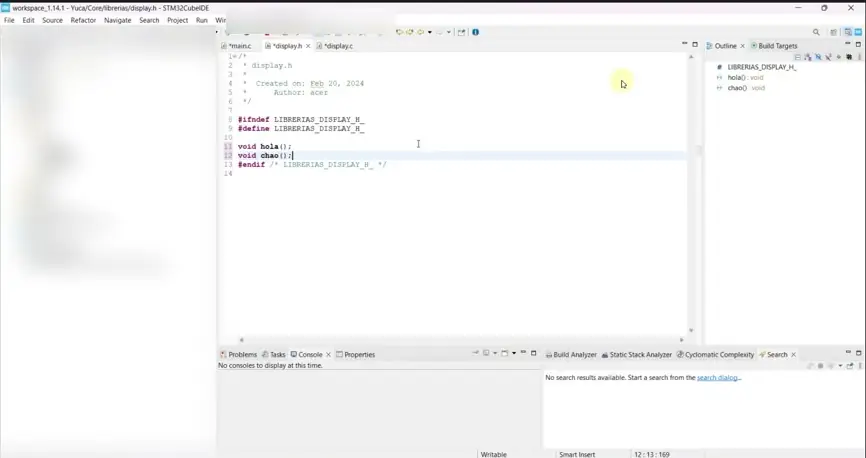 workspace_1.14.1 - Yuca/Core/librerias/display.h - STM32CubeIDE
File Edit Source Refactor Navigate Search Project Run
*main.c *display.h *display.c
1 /*
2 * display.h
3 *
4 * Created on: Feb 20, 2024
5 * Author: acer
6 */
7
8 #ifndef LIBRERIAS_DISPLAY_H_
9 #define LIBRERIAS_DISPLAY_H_
10
11 void hola();
12 void chao();
13 #endif /* LIBRERIAS_DISPLAY_H_ */
14
Outline Build Targets
# LIBRERIAS_DISPLAY_H_
hola() : void
chao() : void
Problems Tasks Console Properties
No consoles to display at this time.
Build Analyzer Static Stack Analyzer Cyclomatic Complexity Search
No search results available. Start a search from the search dialog...
Writable Smart Insert 12 : 13 : 169